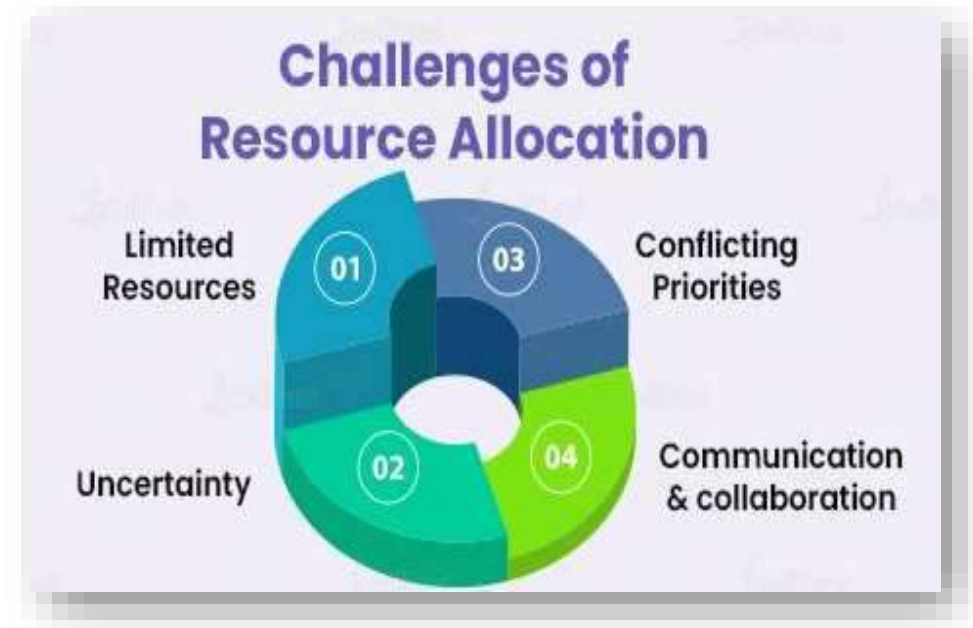 Challenges of
Resource Allocation
01
Limited
Resources
02
Uncertainty
03
Conflicting
Priorities
04
Communication
& collaboration